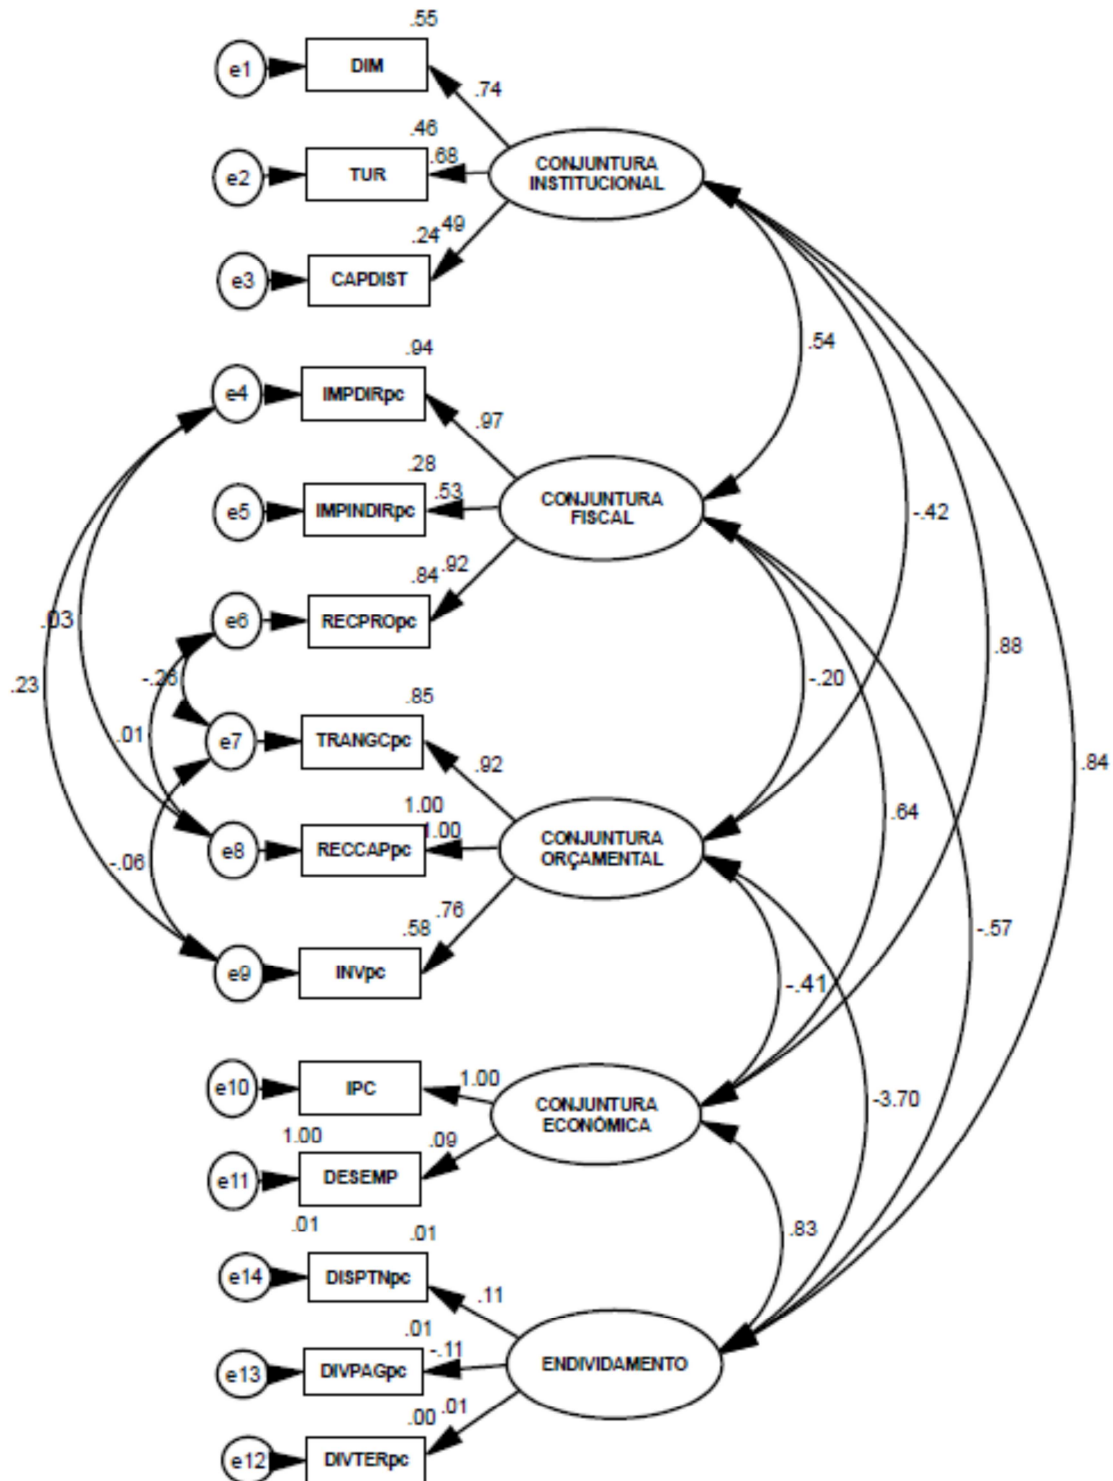 .55
e1
DIM
.74
.46
.68
e2
TUR
CONJUNTURA
INSTITUCIONAL
.24
.49
e3
CAPDIST
.54
.94
e4
IMPDIRpc
.97
.28
.53
e5
IMPINDIRpc
CONJUNTURA
FISCAL
-.42
.84
.92
e6
RECPROpc
.03
.88
-.26
-.20
.23
.85
.01
e7
TRANGCpc
.92
.84
1.00
1.00
.64
e8
RECCAPpc
CONJUNTURA
ORÇAMENTAL
-.06
.76
.58
-.57
e9
INVpc
-.41
e10
IPC
1.00
CONJUNTURA
ECONÓMICA
-3.70
1.00
.09
e11
DESEMP
.83
.01
.01
e14
DISPTNpc
.11
.01
-.11
e13
DIVPAGpc
ENDIVIDAMENTO
.00
.01
e12
DIVTERpc